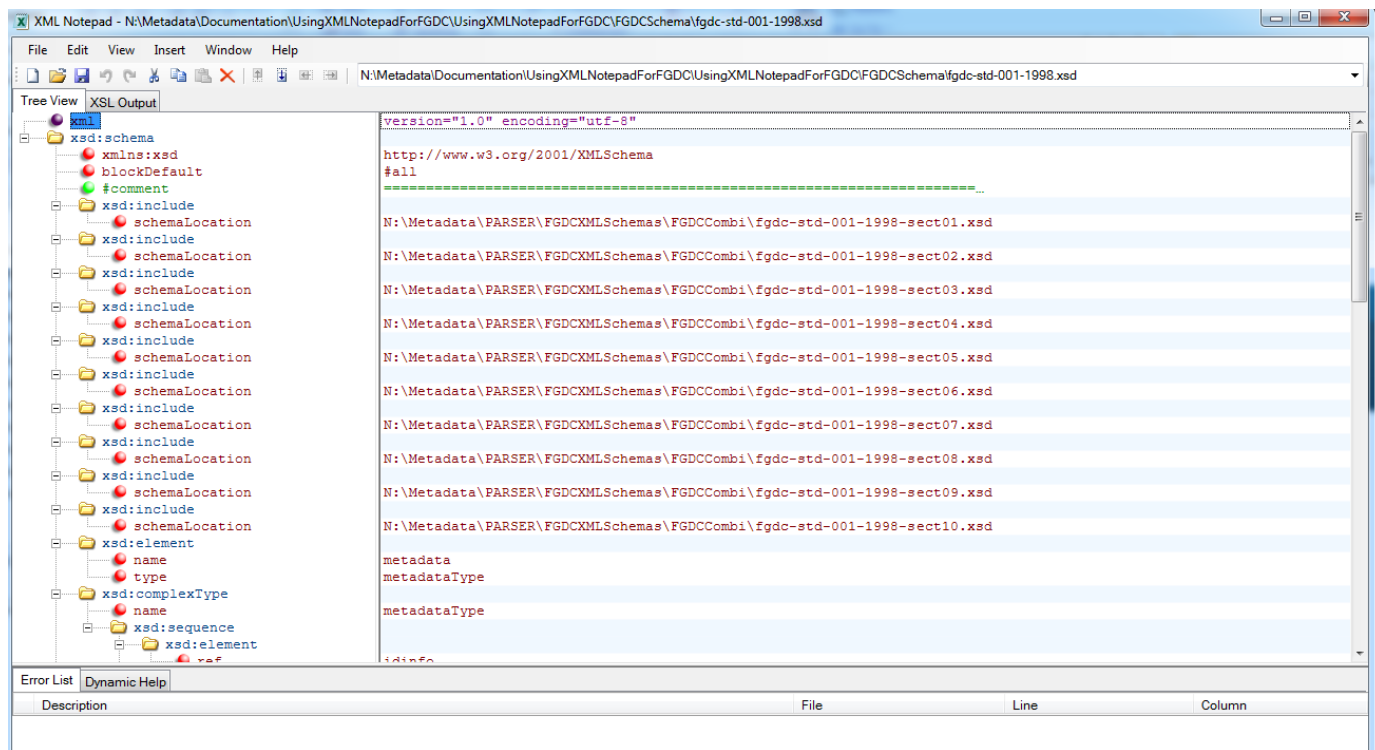 XML Notepad - N:\Metadata\Documentation\UsingXMLNotepadForFGDC\UsingXMLNotepadForFGDC\FGDCSchema\fgdc-std-001-1998.xsd
File Edit View Insert Window Help
N:\Metadata\Documentation\UsingXMLNotepadForFGDC\UsingXMLNotepadForFGDC\FGDCSchema\fgdc-std-001-1998.xsd
Tree View XSL Output
xml version="1.0" encoding="utf-8"
xsd:schema
xmlns:xsd http://www.w3.org/2001/XMLSchema
blockDefault #all
#comment ======================================================================…
xsd:include
schemaLocation N:\Metadata\PARSER\FGDCXMLSchemas\FGDCCombi\fgdc-std-001-1998-sect01.xsd
xsd:include
schemaLocation N:\Metadata\PARSER\FGDCXMLSchemas\FGDCCombi\fgdc-std-001-1998-sect02.xsd
xsd:include
schemaLocation N:\Metadata\PARSER\FGDCXMLSchemas\FGDCCombi\fgdc-std-001-1998-sect03.xsd
xsd:include
schemaLocation N:\Metadata\PARSER\FGDCXMLSchemas\FGDCCombi\fgdc-std-001-1998-sect04.xsd
xsd:include
schemaLocation N:\Metadata\PARSER\FGDCXMLSchemas\FGDCCombi\fgdc-std-001-1998-sect05.xsd
xsd:include
schemaLocation N:\Metadata\PARSER\FGDCXMLSchemas\FGDCCombi\fgdc-std-001-1998-sect06.xsd
xsd:include
schemaLocation N:\Metadata\PARSER\FGDCXMLSchemas\FGDCCombi\fgdc-std-001-1998-sect07.xsd
xsd:include
schemaLocation N:\Metadata\PARSER\FGDCXMLSchemas\FGDCCombi\fgdc-std-001-1998-sect08.xsd
xsd:include
schemaLocation N:\Metadata\PARSER\FGDCXMLSchemas\FGDCCombi\fgdc-std-001-1998-sect09.xsd
xsd:include
schemaLocation N:\Metadata\PARSER\FGDCXMLSchemas\FGDCCombi\fgdc-std-001-1998-sect10.xsd
xsd:element
name metadata
type metadataType
xsd:complexType
name metadataType
xsd:sequence
xsd:element
ref idinfo
Error List Dynamic Help
Description File Line Column